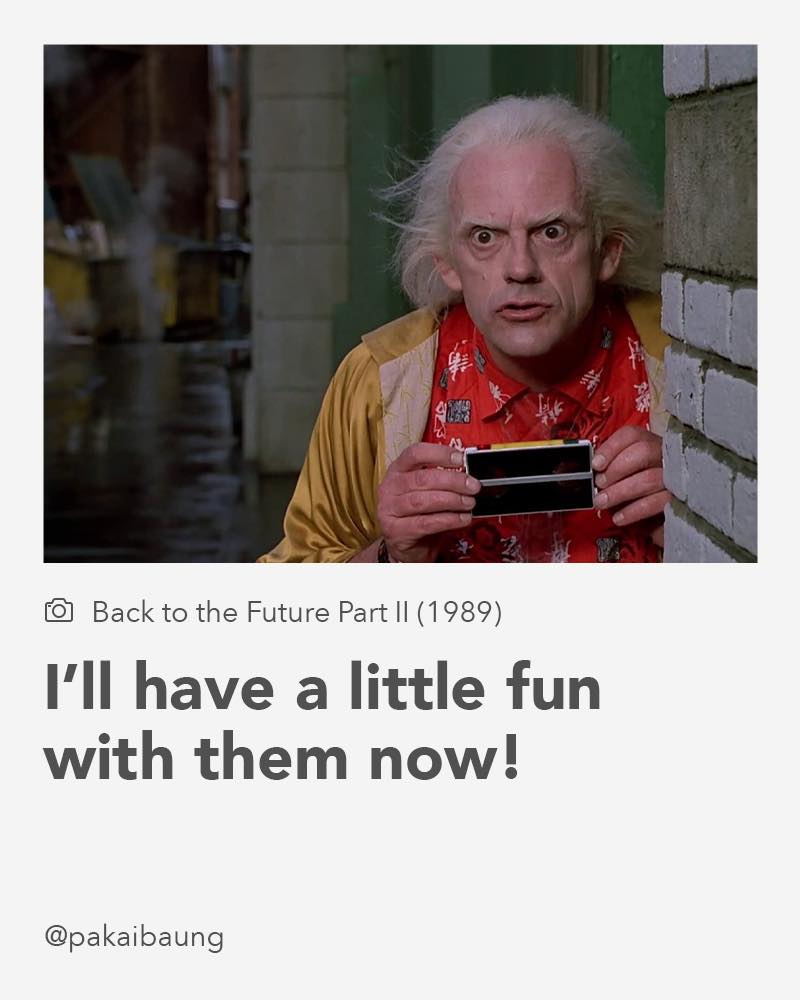 Back to the Future Part II (1989)
I’ll have a little fun
with them now!
@pakaibaung